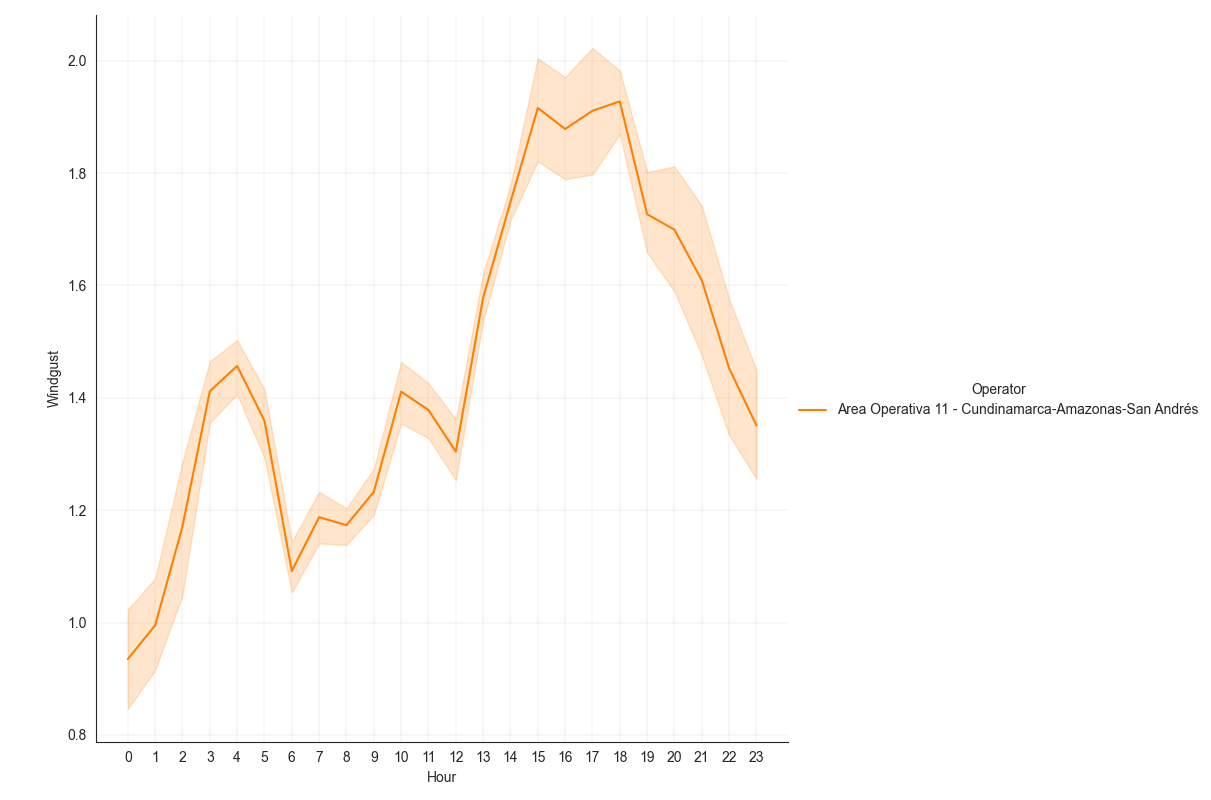 2.0
1.8
1.6
1.4
1.2
1.0
0.8
Windgust
0 1 2 3 4 5 6 7 8 9 10 11 12 13 14 15 16 17 18 19 20 21 22 23
Hour
Operator
Area Operativa 11 - Cundinamarca-Amazonas-San Andrés